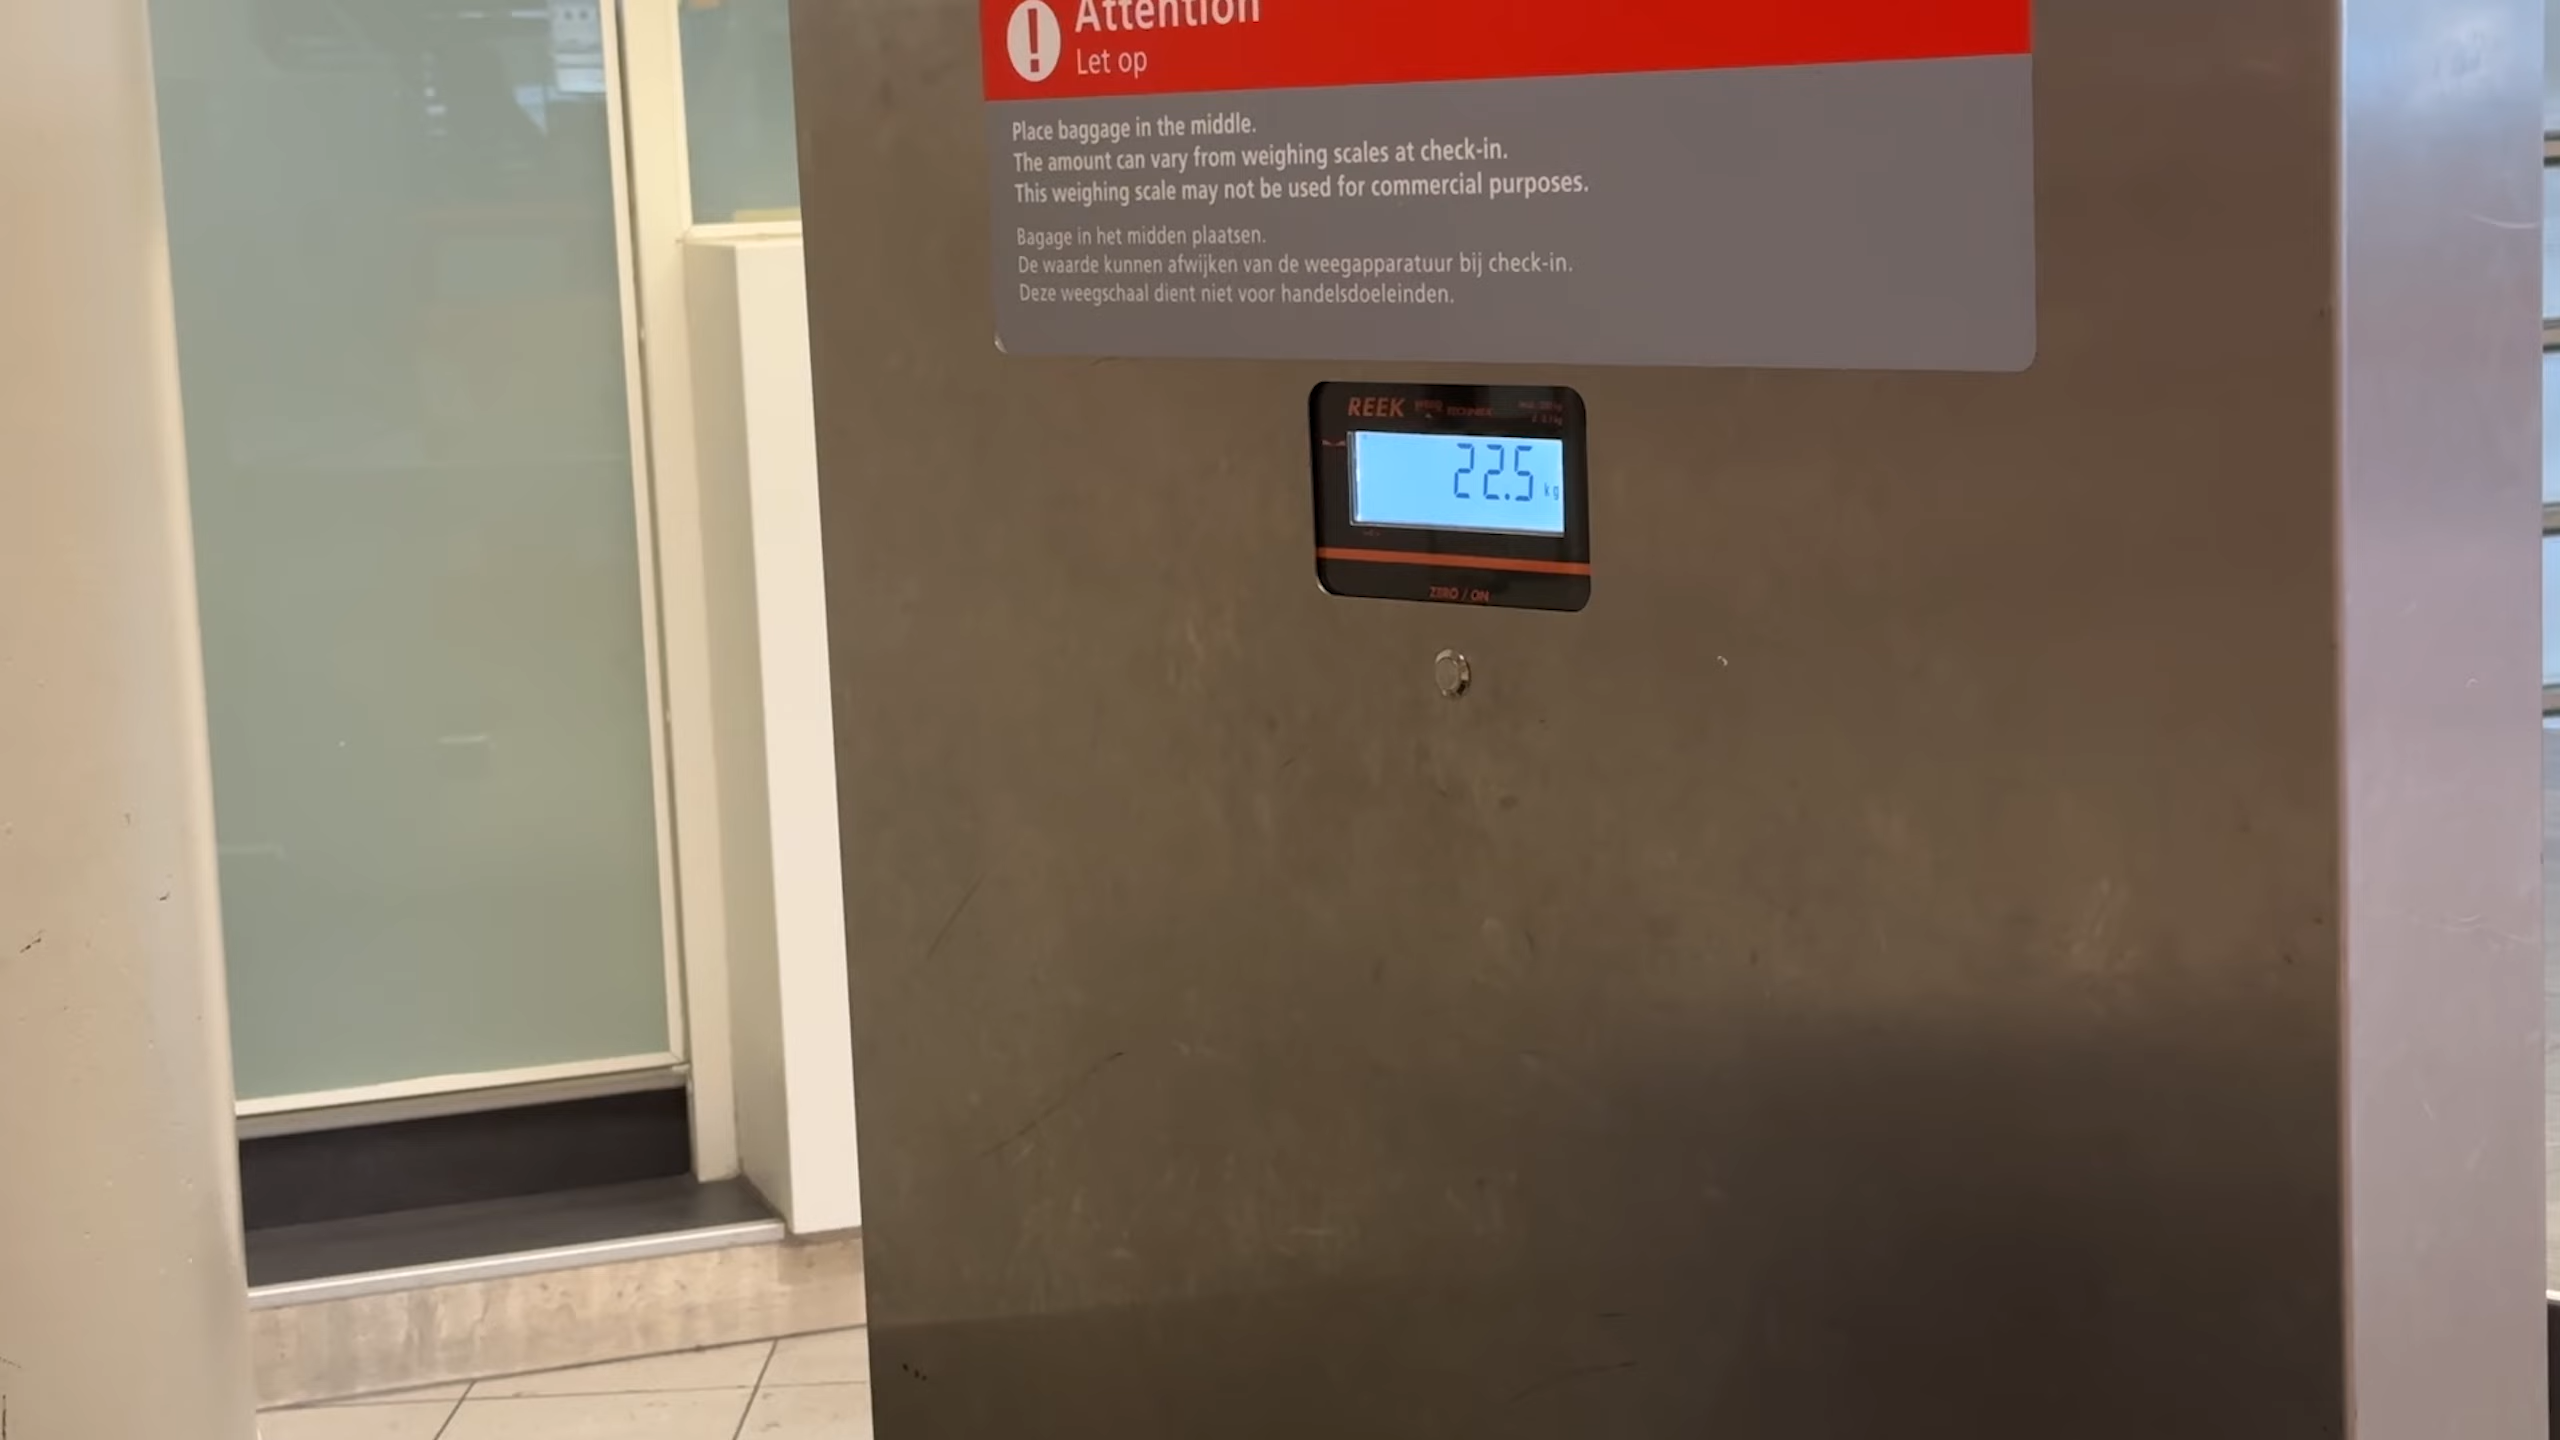 Attention
Let op
Place baggage in the middle.
The amount can vary from weighing scales at check-in.
This weighing scale may not be used for commercial purposes.
Bagage in het midden plaatsen.
De waarde kunnen afwijken van de weegapparatuur bij check-in.
Deze weegschaal dient niet voor handelsdoeleinden.
REEK
22.5 kg
ZERO / ON